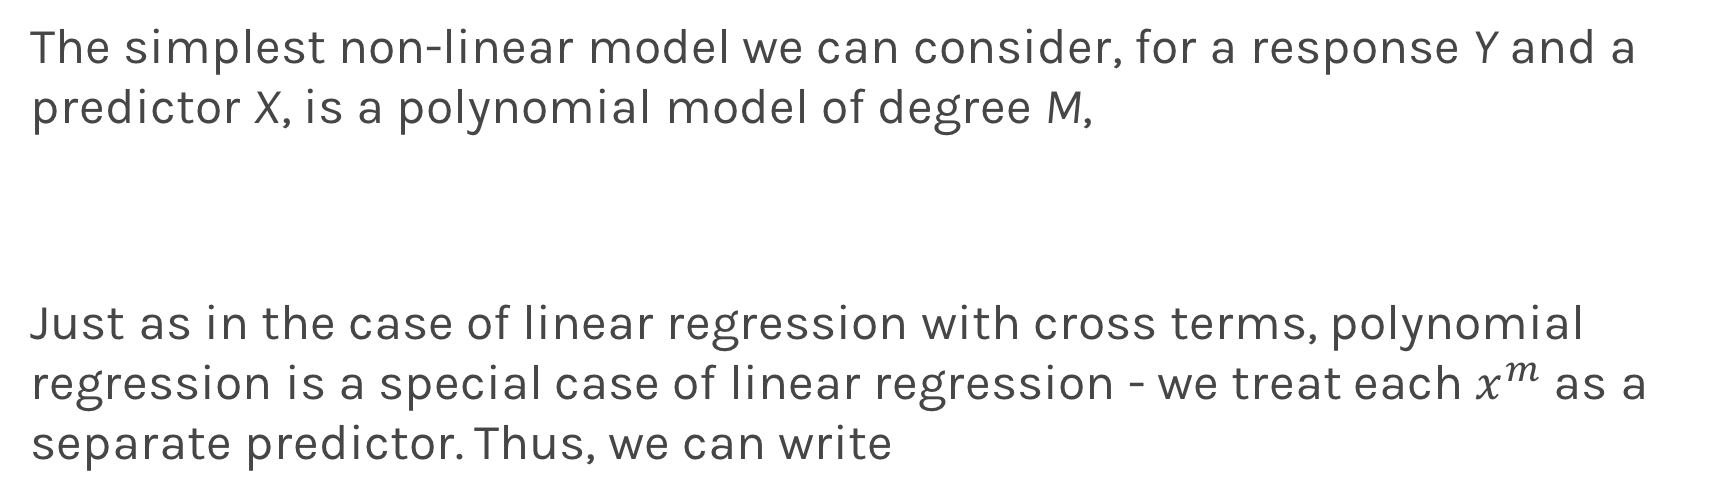 The simplest non-linear model we can consider, for a response Y and a
predictor X, is a polynomial model of degree M,
Just as in the case of linear regression with cross terms, polynomial
regression is a special case of linear regression - we treat each x^m as a
separate predictor. Thus, we can write